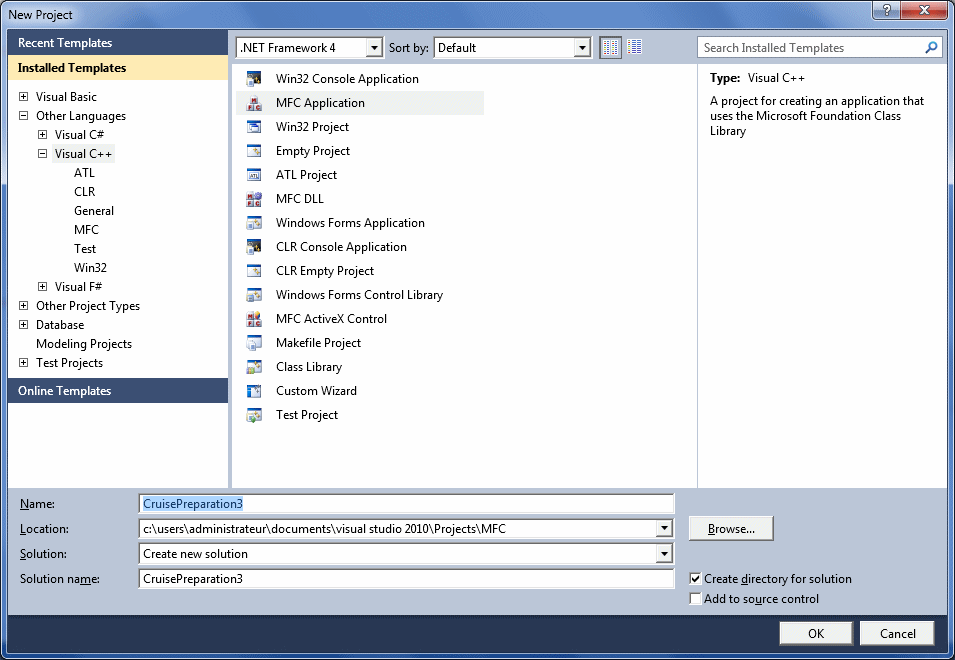 New Project
Recent Templates
Installed Templates
Visual Basic
Other Languages
Visual C#
Visual C++
ATL
CLR
General
MFC
Test
Win32
Visual F#
Other Project Types
Database
Modeling Projects
Test Projects
Online Templates
.NET Framework 4 Sort by: Default
Win32 Console Application
MFC Application
Win32 Project
Empty Project
ATL Project
MFC DLL
Windows Forms Application
CLR Console Application
CLR Empty Project
Windows Forms Control Library
MFC ActiveX Control
Makefile Project
Class Library
Custom Wizard
Test Project
Search Installed Templates
Type: Visual C++
A project for creating an application that
uses the Microsoft Foundation Class
Library
Name: CruisePreparation3
Location: c:\users\administrateur\documents\visual studio 2010\Projects\MFC Browse...
Solution: Create new solution
Solution name: CruisePreparation3
Create directory for solution
Add to source control
OK Cancel